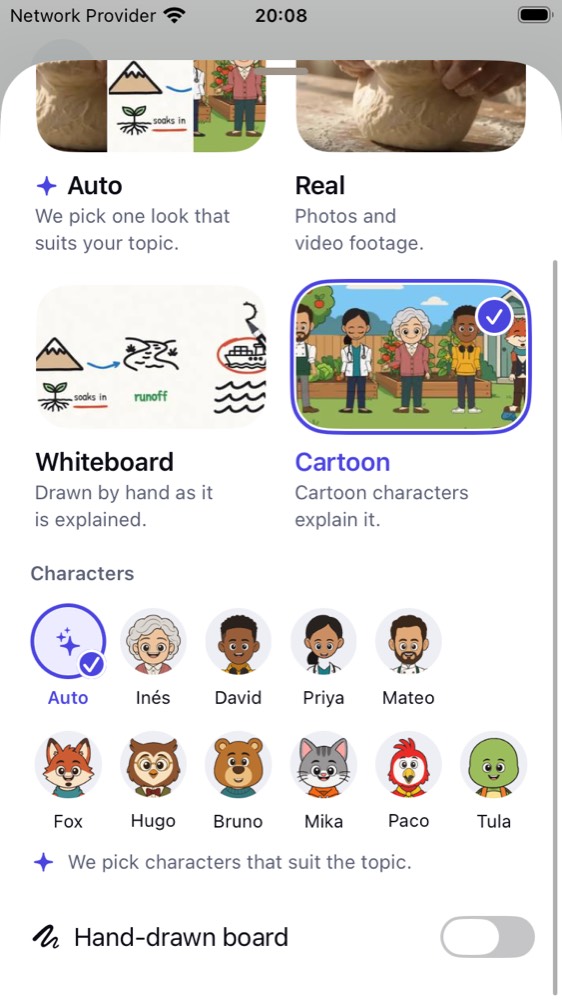 Network Provider 20:08
soaks in
Auto
We pick one look that
suits your topic.
Real
Photos and
video footage.
soaks in
runoff
Whiteboard
Drawn by hand as it
is explained.
Cartoon
Cartoon characters
explain it.
Characters
Auto Inés David Priya Mateo
Fox Hugo Bruno Mika Paco Tula
We pick characters that suit the topic.
Hand-drawn board